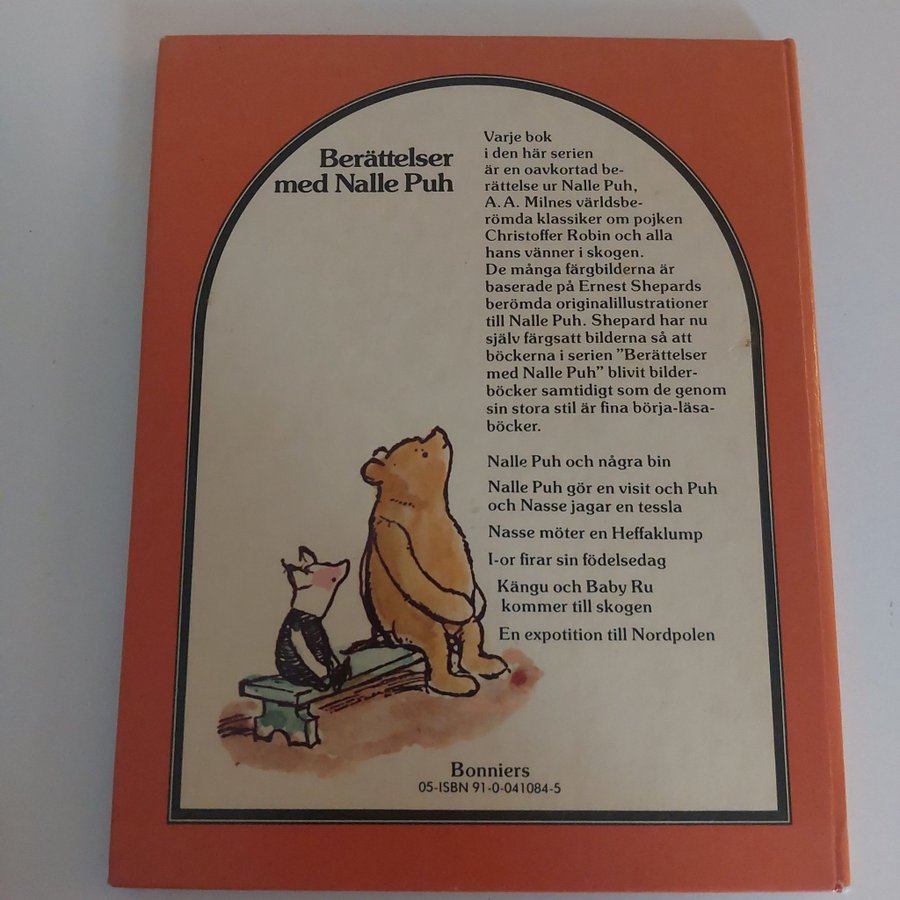 Berättelser
med Nalle Puh
Varje bok
i den här serien
är en oavkortad be-
rättelse ur Nalle Puh,
A.A. Milnes världsbe-
römda klassiker om pojken
Christoffer Robin och alla
hans vänner i skogen.
De många färgbilderna är
baserade på Ernest Shepards
berömda originalillustrationer
till Nalle Puh. Shepard har nu
själv färgsatt bilderna så att
böckerna i serien ”Berättelser
med Nalle Puh” blivit bilder-
böcker samtidigt som de genom
sin stora stil är fina börja-läsa-
böcker.
Nalle Puh och några bin
Nalle Puh gör en visit och Puh
och Nasse jagar en tessla
Nasse möter en Heffaklump
I-or firar sin födelsedag
Kängu och Baby Ru
kommer till skogen
En expotition till Nordpolen
Bonniers
05-ISBN 91-0-041084-5